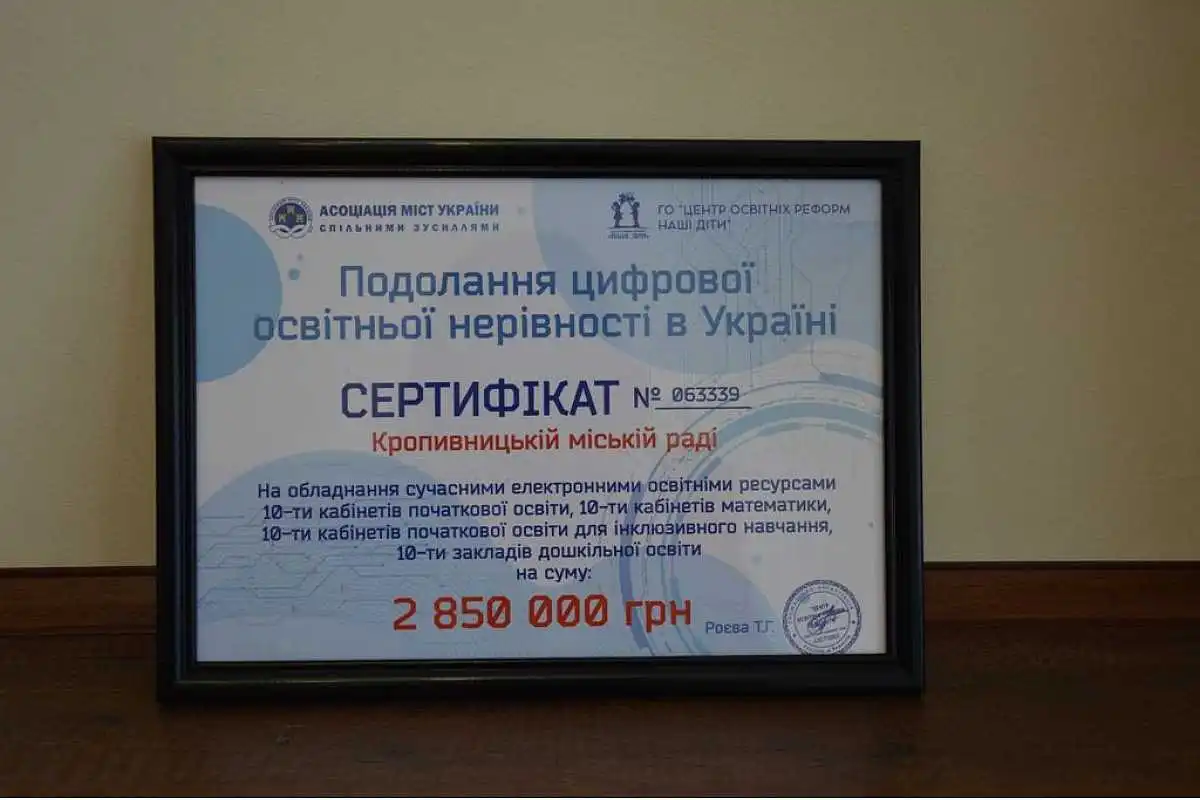 АСОЦІАЦІЯ МІСТ УКРАЇНИ
СПІЛЬНИМИ ЗУСИЛЛЯМИ
ГО "ЦЕНТР ОСВІТНІХ РЕФОРМ
НАШІ ДІТИ"
Подолання цифрової
освітньої нерівності в Україні
СЕРТИФІКАТ № 063339
Кропивницькій міській раді
На обладнання сучасними електронними освітніми ресурсами
10-ти кабінетів початкової освіти, 10-ти кабінетів математики,
10-ти кабінетів початкової освіти для інклюзивного навчання,
10-ти закладів дошкільної освіти
на суму:
2 850 000 грн
Роєва Т.Г.